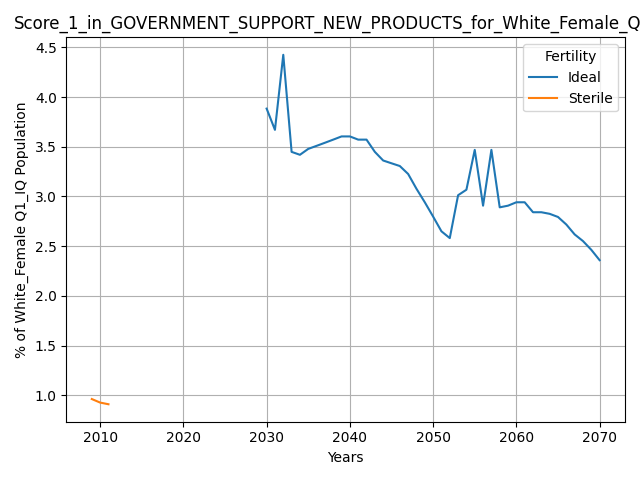 Score_1_in_GOVERNMENT_SUPPORT_NEW_PRODUCTS_for_White_Female_Q
Fertility
Ideal
Sterile
% of White_Female Q1_IQ Population
4.5
4.0
3.5
3.0
2.5
2.0
1.5
1.0
2010 2020 2030 2040 2050 2060 2070
Years